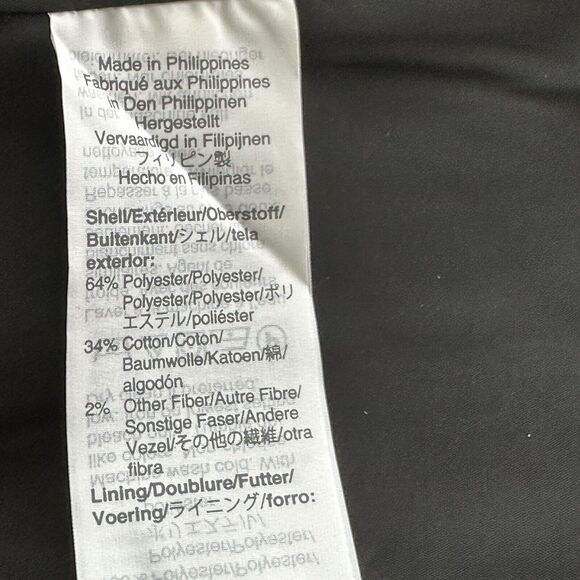 Made in Philippines
Fabriqué aux Philippines
in Den Philippinen
Hergestellt
Vervaardigd in Filipijnen
フィリピン製
Hecho en Filipinas
Shell/Extérieur/Oberstoff/
Buitenkant/シェル/tela
exterior:
64% Polyester/Polyester/
Polyester/Polyester/ポリ
エステル/poliéster
34% Cotton/Coton/
Baumwolle/Katoen/綿/
algodón
2% Other Fiber/Autre Fibre/
Sonstige Faser/Andere
Vezel/その他の繊維/otra
fibra
Lining/Doublure/Futter/
Voering/ライニング/forro: